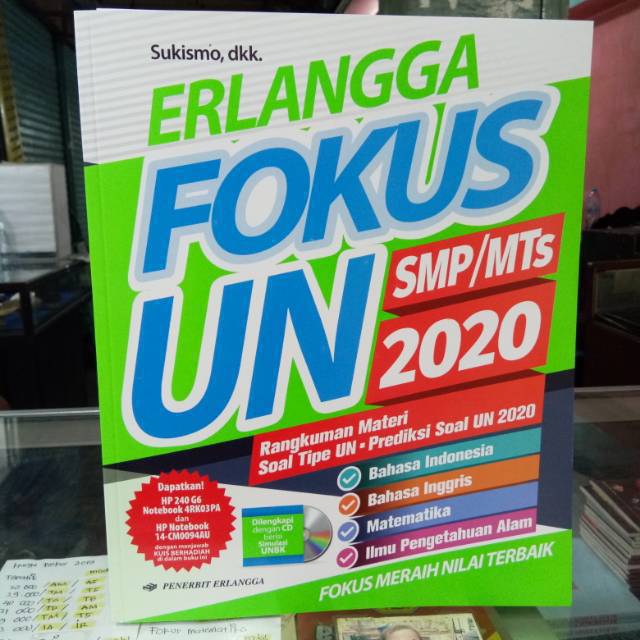 Sukismo, dkk.
ERLANGGA
FOKUS
UN
SMP/MTs
2020
Rangkuman Materi
Soal Tipe UN - Prediksi Soal UN 2020
Bahasa Indonesia
Bahasa Inggris
Matematika
Ilmu Pengetahuan Alam
Dapatkan!
HP 240 G6
Notebook 4RK03PA
dan
HP Notebook
14-CM0094AU
dengan menjawab
KUIS BERHADIAH
di dalam buku ini
Dilengkapi
dengan CD
berisi
Simulasi
UNBK
PENERBIT ERLANGGA
FOKUS MERAIH NILAI TERBAIK